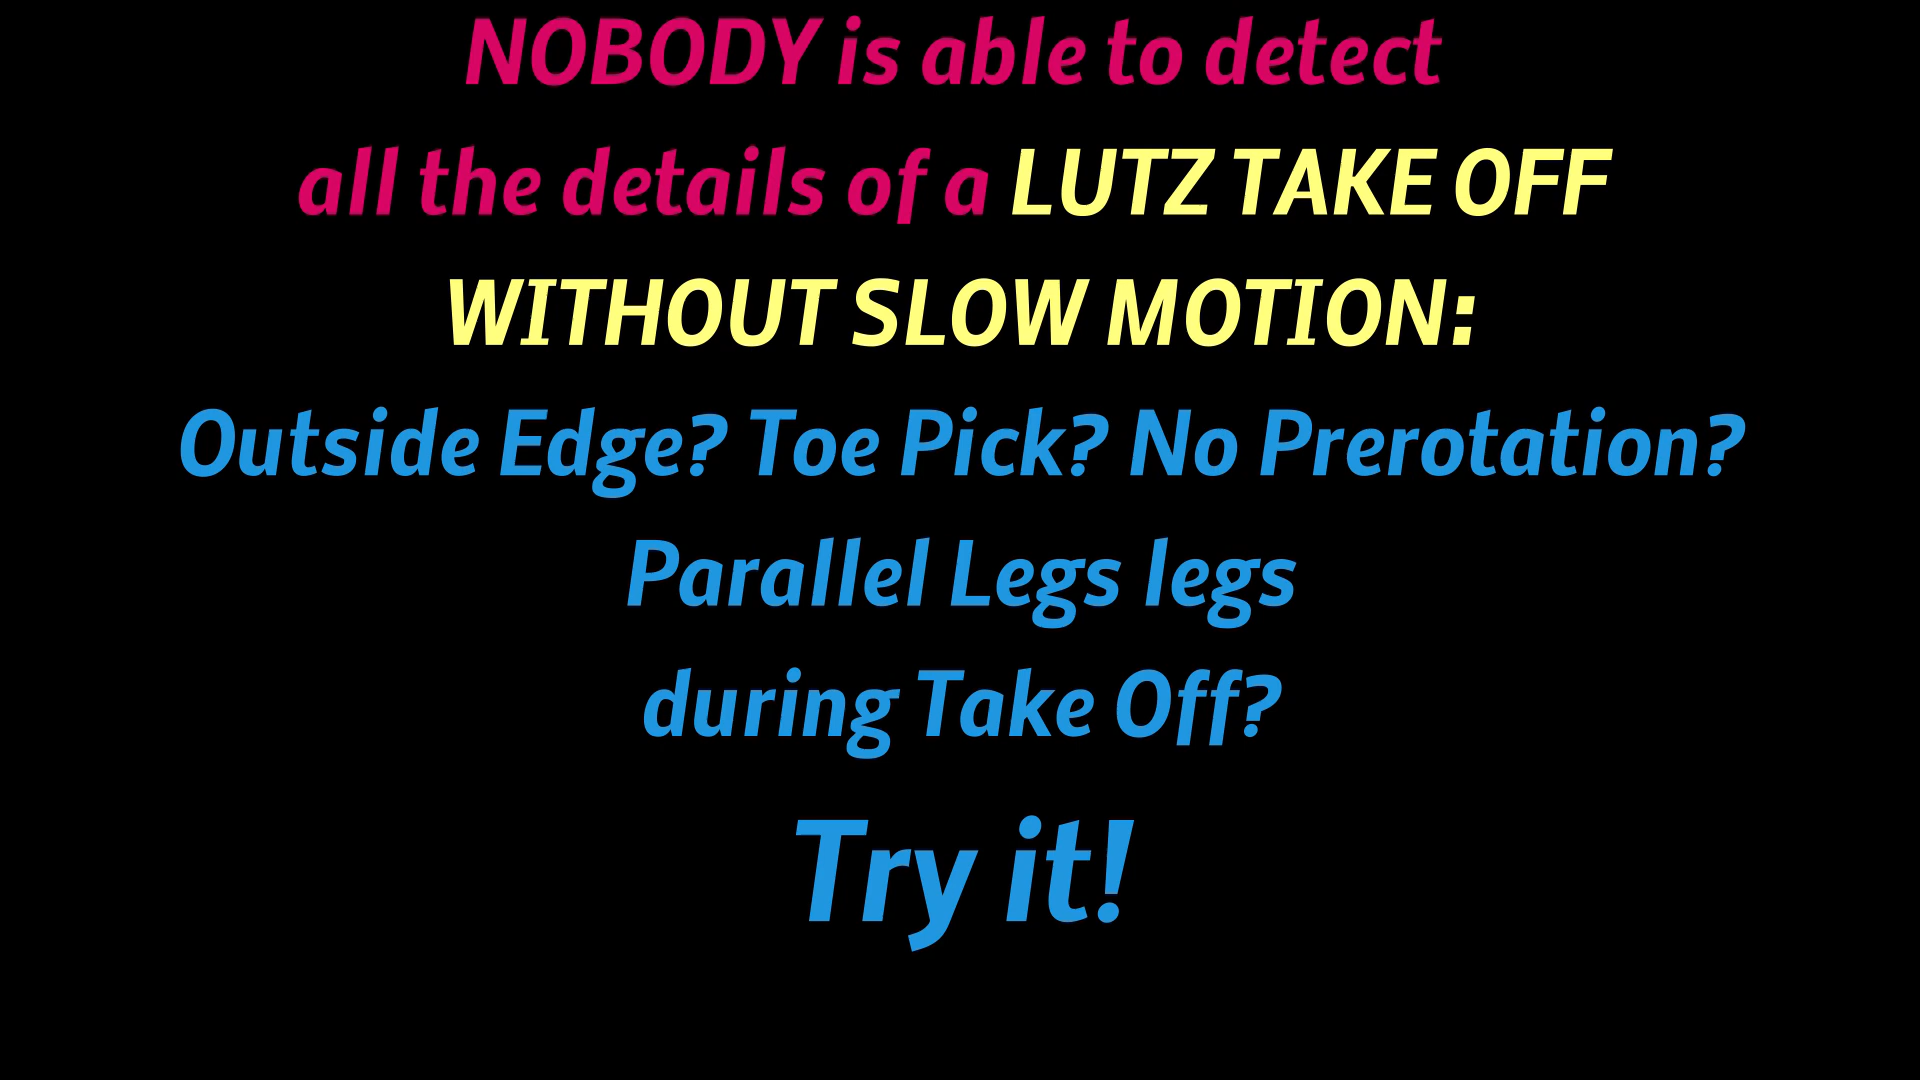 NOBODY is able to detect
all the details of a LUTZ TAKE OFF
WITHOUT SLOW MOTION:
Outside Edge? Toe Pick? No Prerotation?
Parallel Legs legs
during Take Off?
Try it!